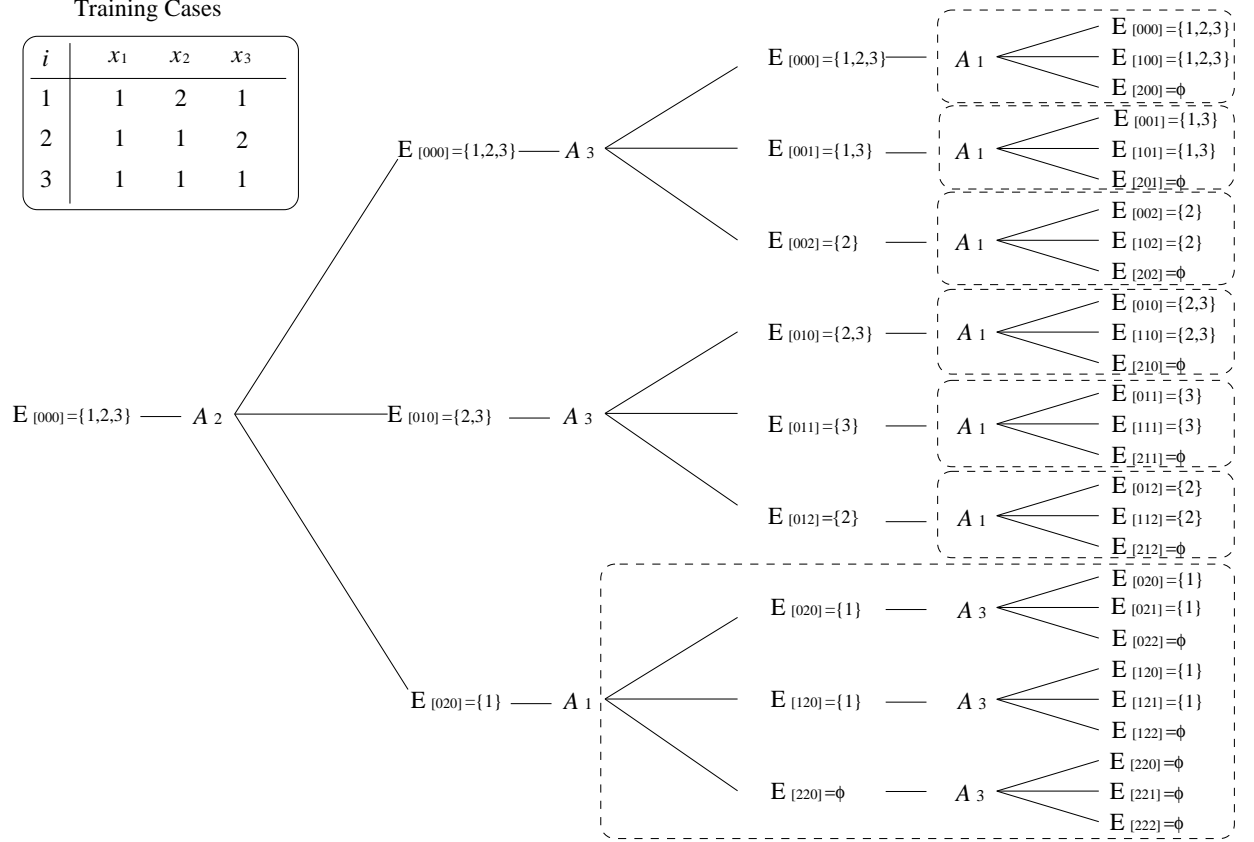 Training Cases
i x1 x2 x3
1 1 2 1
2 1 1 2
3 1 1 1
E [000]={1,2,3} A 2
E [000]={1,2,3} A 3
E [000]={1,2,3} A 1
E [000]={1,2,3}
E [100]={1,2,3}
E [200]=ϕ
E [001]={1,3} A 1
E [001]={1,3}
E [101]={1,3}
E [201]=ϕ
E [002]={2} A 1
E [002]={2}
E [102]={2}
E [202]=ϕ
E [010]={2,3} A 3
E [010]={2,3} A 1
E [010]={2,3}
E [110]={2,3}
E [210]=ϕ
E [011]={3} A 1
E [011]={3}
E [111]={3}
E [211]=ϕ
E [012]={2} A 1
E [012]={2}
E [112]={2}
E [212]=ϕ
E [020]={1} A 1
E [020]={1} A 3
E [020]={1}
E [021]={1}
E [022]=ϕ
E [120]={1} A 3
E [120]={1}
E [121]={1}
E [122]=ϕ
E [220]=ϕ A 3
E [220]=ϕ
E [221]=ϕ
E [222]=ϕ